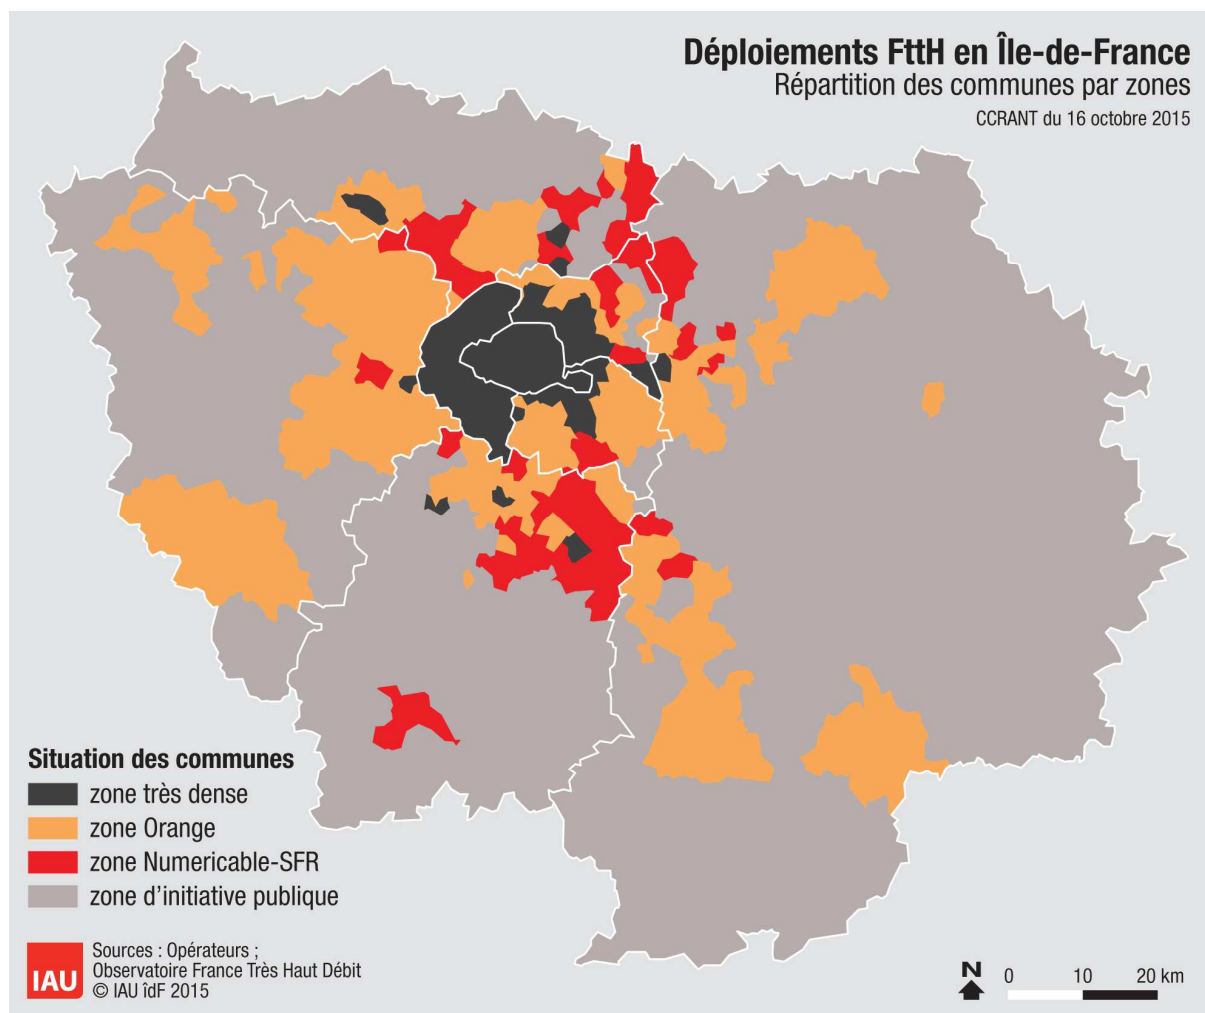 Déploiements FttH en Île-de-France
Répartition des communes par zones
CCRANT du 16 octobre 2015
Situation des communes
zone très dense
zone Orange
zone Numericable-SFR
zone d'initiative publique
IAU
Sources : Opérateurs ;
Observatoire France Très Haut Débit
© IAU îdF 2015
N
0 10 20 km